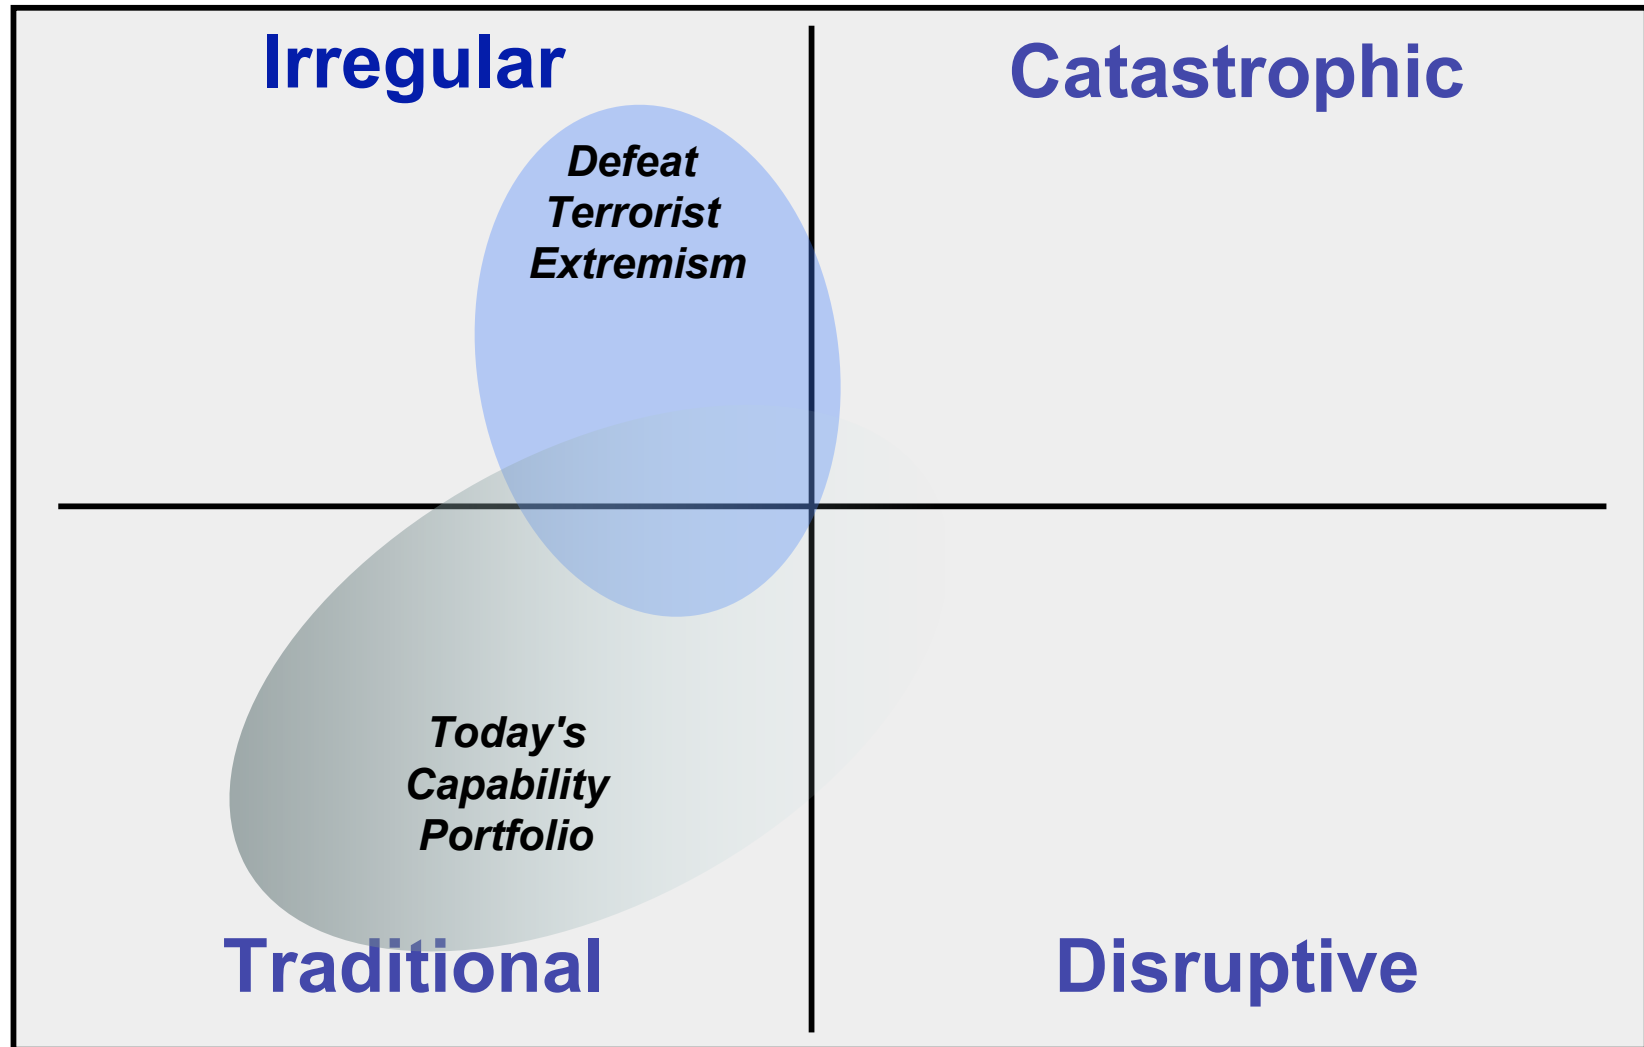 Irregular
Catastrophic
Defeat
Terrorist
Extremism
Today's
Capability
Portfolio
Traditional
Disruptive